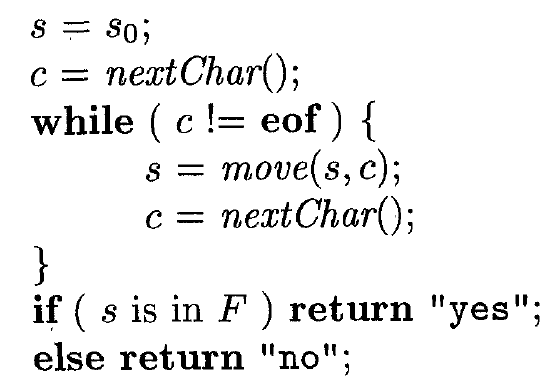 s = s₀;
c = nextChar();
while ( c != eof ) {
s = move(s, c);
c = nextChar();
}
if ( s is in F ) return "yes";
else return "no";